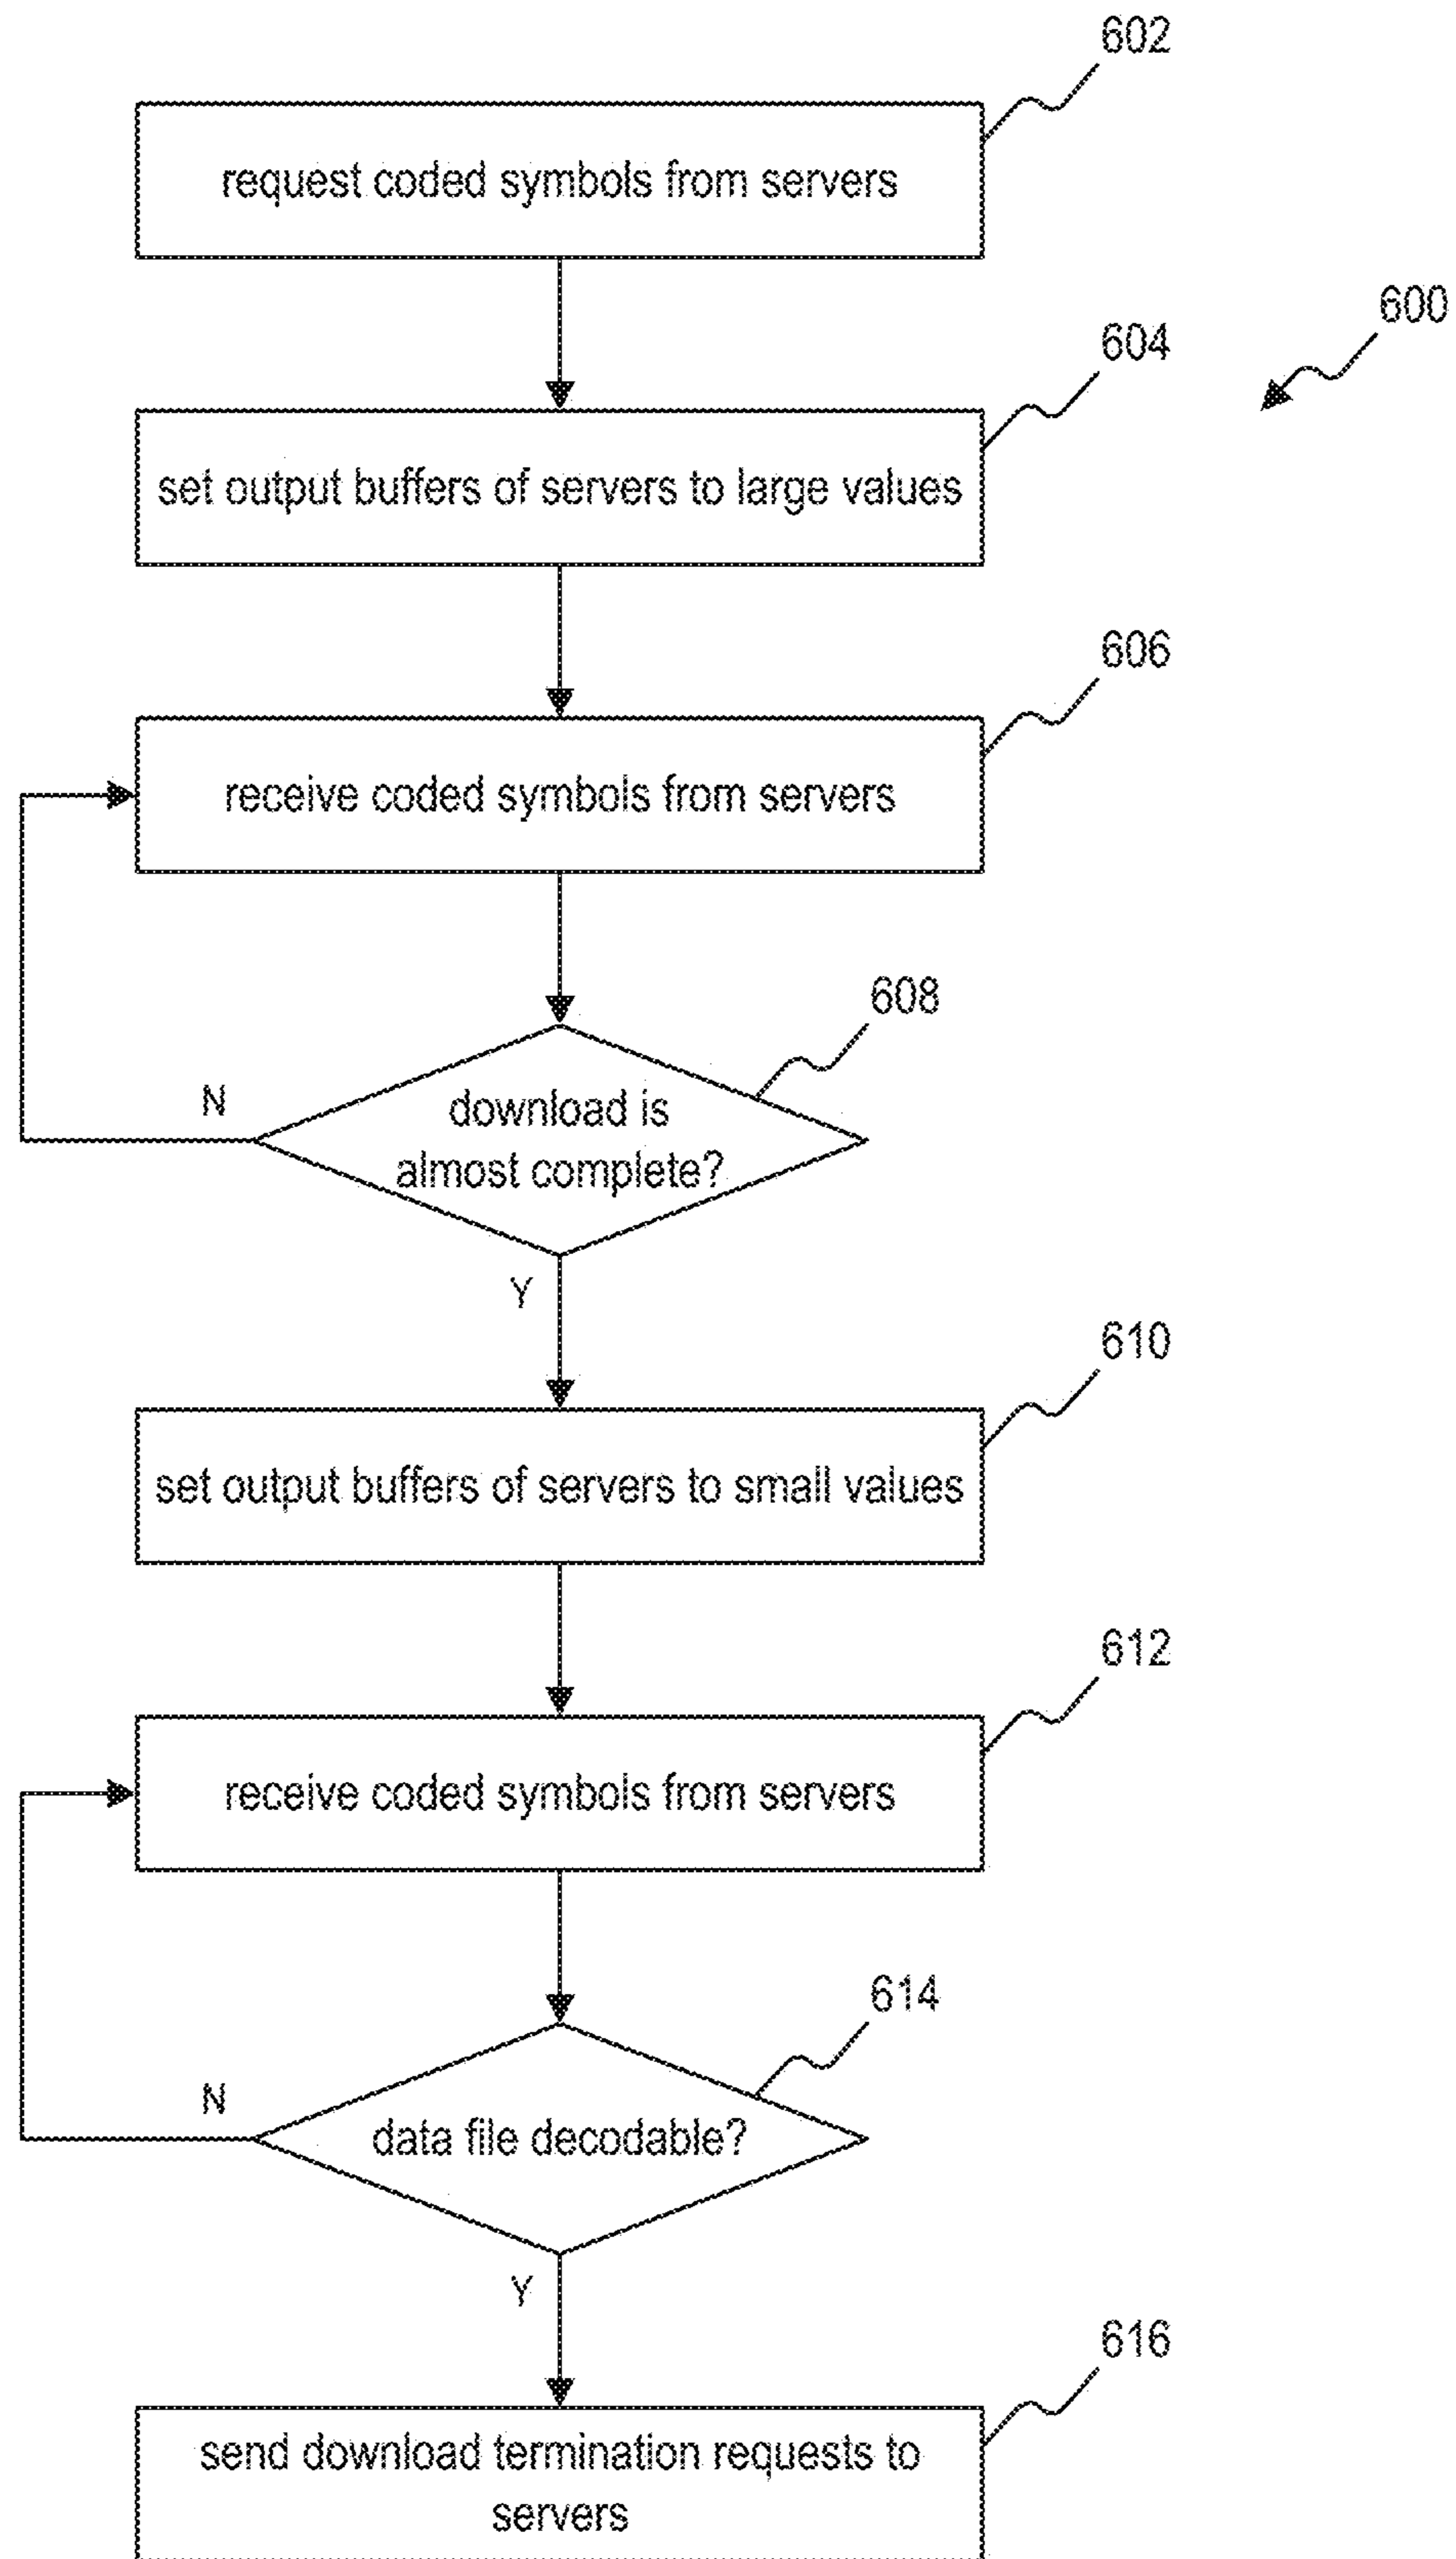 602
request coded symbols from servers
600
604
set output buffers of servers to large values
606
receive coded symbols from servers
608
N
download is
almost complete?
Y
610
set output buffers of servers to small values
612
receive coded symbols from servers
614
N
data file decodable?
Y
616
send download termination requests to
servers